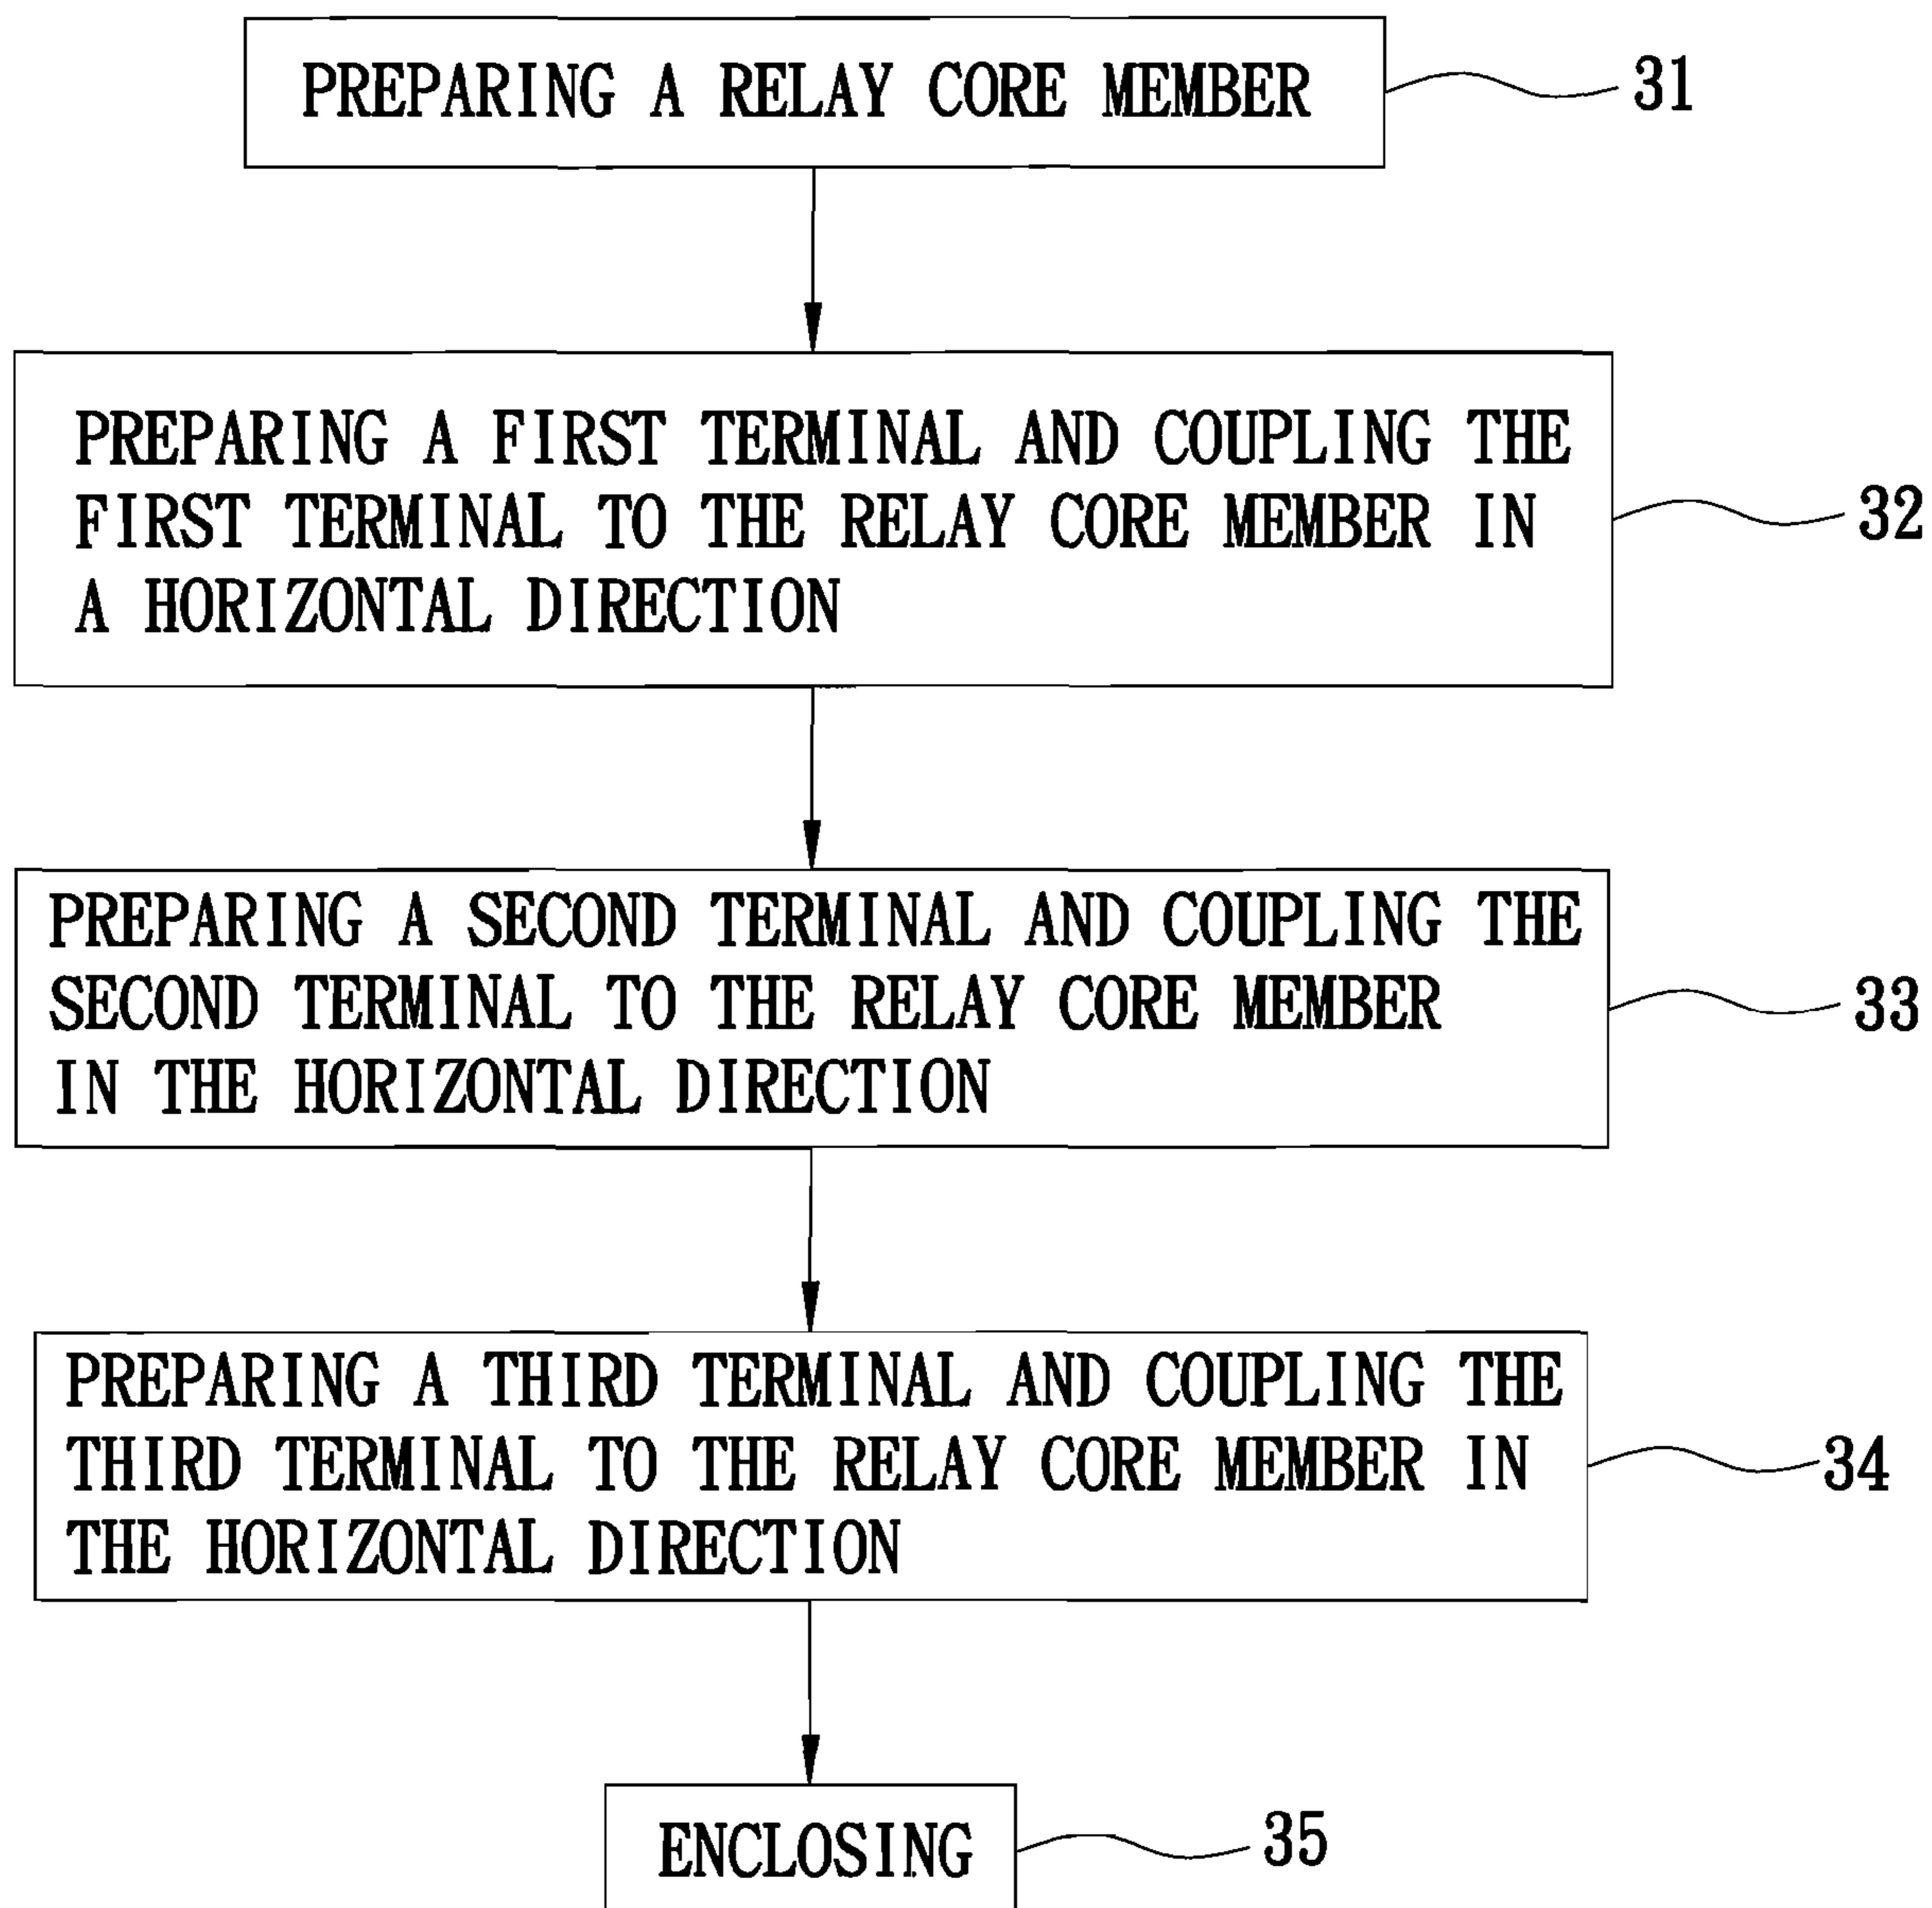 PREPARING A RELAY CORE MEMBER
31
PREPARING A FIRST TERMINAL AND COUPLING THE
FIRST TERMINAL TO THE RELAY CORE MEMBER IN
A HORIZONTAL DIRECTION
32
PREPARING A SECOND TERMINAL AND COUPLING THE
SECOND TERMINAL TO THE RELAY CORE MEMBER
IN THE HORIZONTAL DIRECTION
33
PREPARING A THIRD TERMINAL AND COUPLING THE
THIRD TERMINAL TO THE RELAY CORE MEMBER IN
THE HORIZONTAL DIRECTION
34
ENCLOSING
35